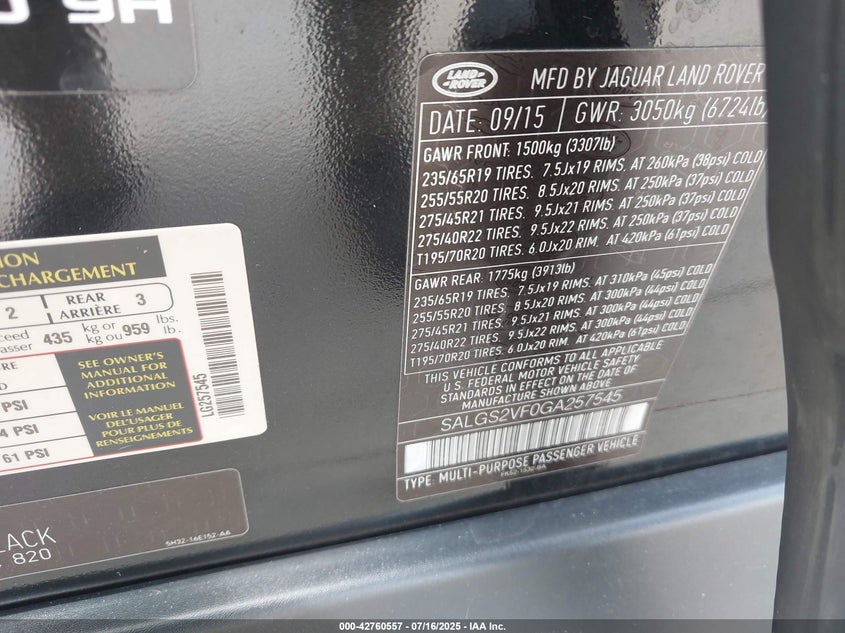 LAND
ROVER
MFD BY JAGUAR LAND ROVER
DATE: 09/15
GWR: 3050kg (6724lb)
GAWR FRONT: 1500kg (3307lb)
235/65R19 TIRES. 7.5Jx19 RIMS. AT 260kPa (38psi) COLD
255/55R20 TIRES. 8.5Jx20 RIMS. AT 250kPa (37psi) COLD
275/45R21 TIRES. 9.5Jx21 RIMS. AT 250kPa (37psi) COLD
275/40R22 TIRES. 9.5Jx22 RIMS. AT 250kPa (37psi) COLD
T195/70R20 TIRES. 6.0Jx20 RIM. AT 420kPa (61psi) COLD
GAWR REAR: 1775kg (3913lb)
235/65R19 TIRES. 7.5Jx19 RIMS. AT 310kPa (45psi) COLD
255/55R20 TIRES. 8.5Jx20 RIMS. AT 300kPa (44psi) COLD
275/45R21 TIRES. 9.5Jx21 RIMS. AT 300kPa (44psi) COLD
275/40R22 TIRES. 9.5Jx22 RIMS. AT 300kPa (44psi) COLD
T195/70R20 TIRES. 6.0Jx20 RIM. AT 420kPa (61psi) COLD
THIS VEHICLE CONFORMS TO ALL APPLICABLE
U.S. FEDERAL MOTOR VEHICLE SAFETY
STANDARDS IN EFFECT ON THE DATE OF
MANUFACTURE SHOWN ABOVE
SALGS2VF0GA257545
TYPE: MULTI-PURPOSE PASSENGER VEHICLE
ION
CHARGEMENT
2 REAR 3
ARRIÈRE
435 kg or 959 lbs.
kg ou lb.
SEE OWNER'S
MANUAL FOR
ADDITIONAL
INFORMATION
VOIR LE MANUEL
DEL'USAGER
POUR PLUS DE
RENSEIGNEMENTS
PSI
4 PSI
61 PSI
LG257545
LACK
820
5H32-16E152-AA
000-42760557 - 07/16/2025 - IAA Inc.